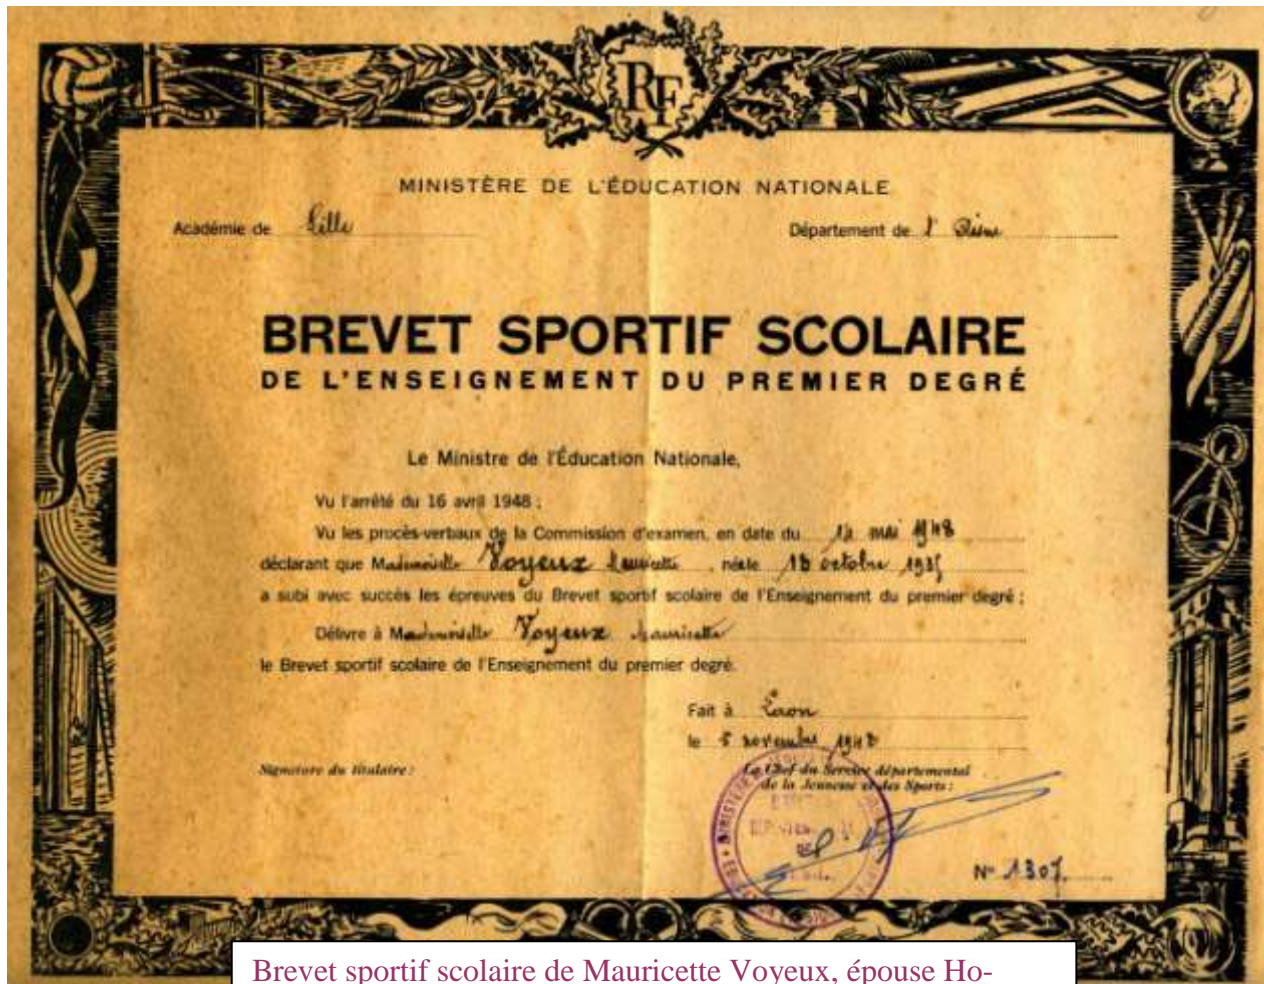 RF
MINISTÈRE DE L'ÉDUCATION NATIONALE
Académie de Lille Département de l'Aisne
BREVET SPORTIF SCOLAIRE
DE L'ENSEIGNEMENT DU PREMIER DEGRÉ
Le Ministre de l'Éducation Nationale,
Vu l'arrêté du 16 avril 1948 ;
Vu les procès-verbaux de la Commission d'examen, en date du mai 1948
déclarant que Mademoiselle Voyeux Mauricette , née le octobre 1935
a subi avec succès les épreuves du Brevet sportif scolaire de l'Enseignement du premier degré ;
Délivre à Mademoiselle Voyeux Mauricette
le Brevet sportif scolaire de l'Enseignement du premier degré.
Fait à Laon
le 5 novembre 1948
Signature du titulaire :
Le Chef du Service départemental
de la Jeunesse et des Sports :
N° 1307.
Brevet sportif scolaire de Mauricette Voyeux, épouse Ho-